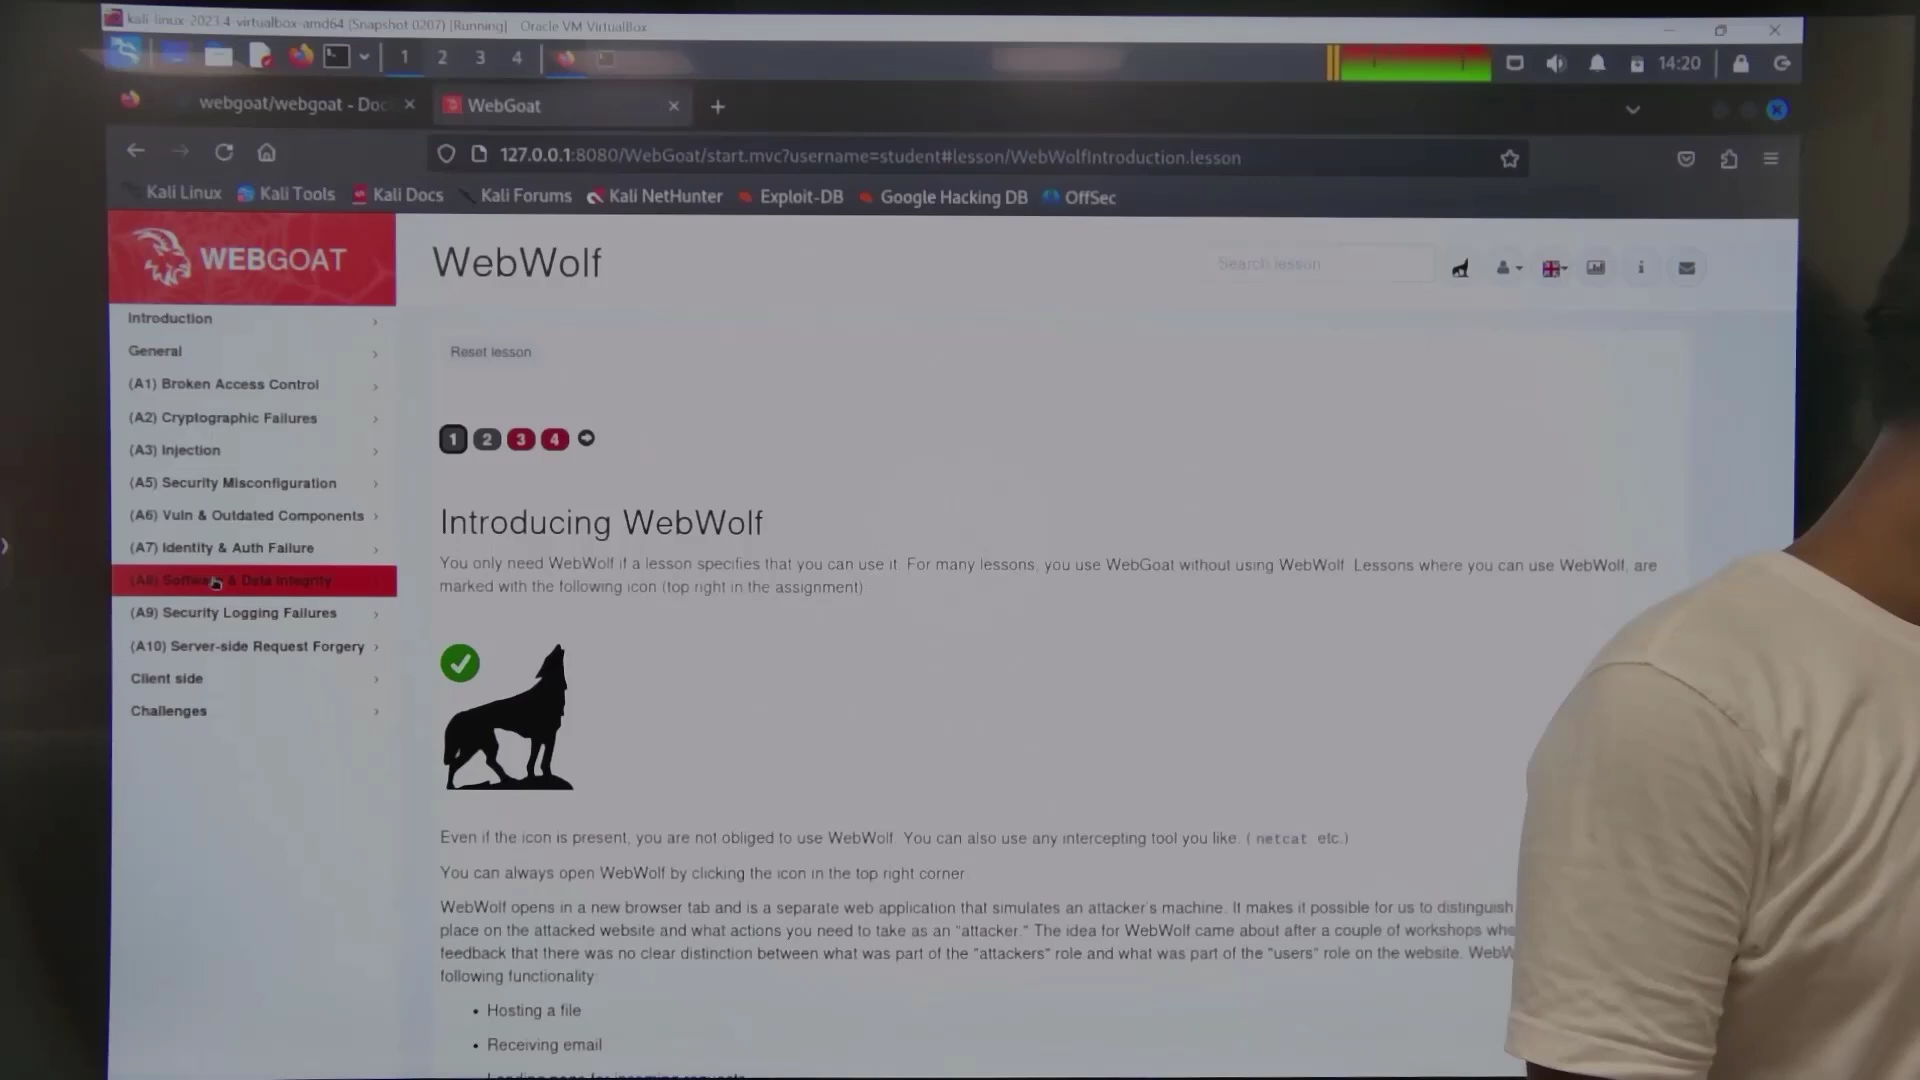 kali-linux-2023.4-virtualbox-amd64 (Snapshot 0207) [Running] Oracle VM VirtualBox
1 2 3 4
14:20
webgoat/webgoat - Doc
WebGoat
127.0.0.1:8080/WebGoat/start.mvc?username=student#lesson/WebWolfIntroduction.lesson
Kali Linux Kali Tools Kali Docs Kali Forums Kali NetHunter Exploit-DB Google Hacking DB OffSec
WEBGOAT
WebWolf
Search lesson
Introduction
General
(A1) Broken Access Control
(A2) Cryptographic Failures
(A3) Injection
(A5) Security Misconfiguration
(A6) Vuln & Outdated Components
(A7) Identity & Auth Failure
(A8) Software & Data Integrity
(A9) Security Logging Failures
(A10) Server-side Request Forgery
Client side
Challenges
Reset lesson
1 2 3 4
Introducing WebWolf
You only need WebWolf if a lesson specifies that you can use it. For many lessons, you use WebGoat without using WebWolf. Lessons where you can use WebWolf, are
marked with the following icon (top right in the assignment)
Even if the icon is present, you are not obliged to use WebWolf. You can also use any intercepting tool you like. ( netcat etc.)
You can always open WebWolf by clicking the icon in the top right corner
WebWolf opens in a new browser tab and is a separate web application that simulates an attacker's machine. It makes it possible for us to distinguish
place on the attacked website and what actions you need to take as an "attacker." The idea for WebWolf came about after a couple of workshops whe
feedback that there was no clear distinction between what was part of the "attackers" role and what was part of the "users" role on the website. WebW
following functionality:
• Hosting a file
• Receiving email
• Landing page for incoming requests